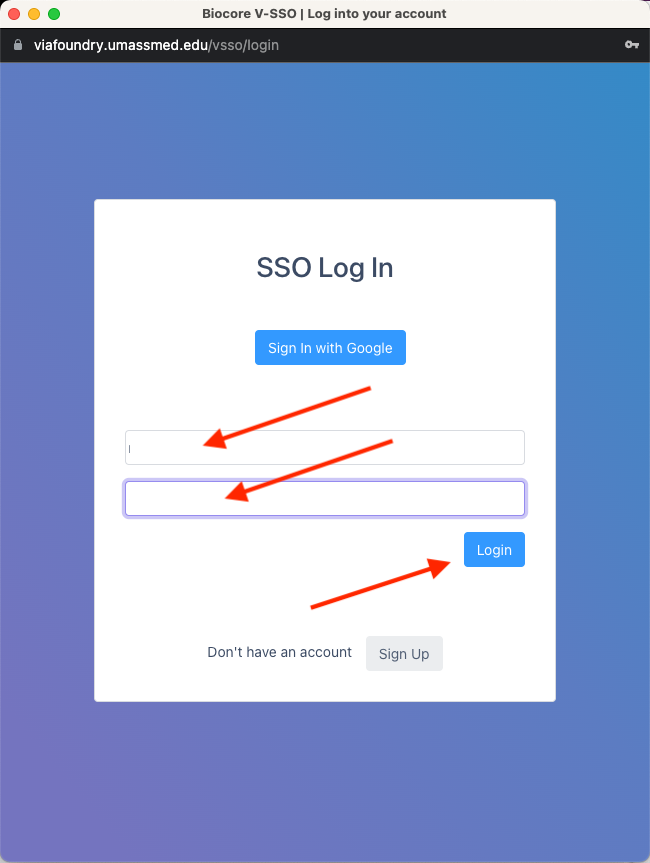 Biocore V-SSO | Log into your account
viafoundry.umassmed.edu/vsso/login
SSO Log In
Sign In with Google
Login
Don't have an account Sign Up